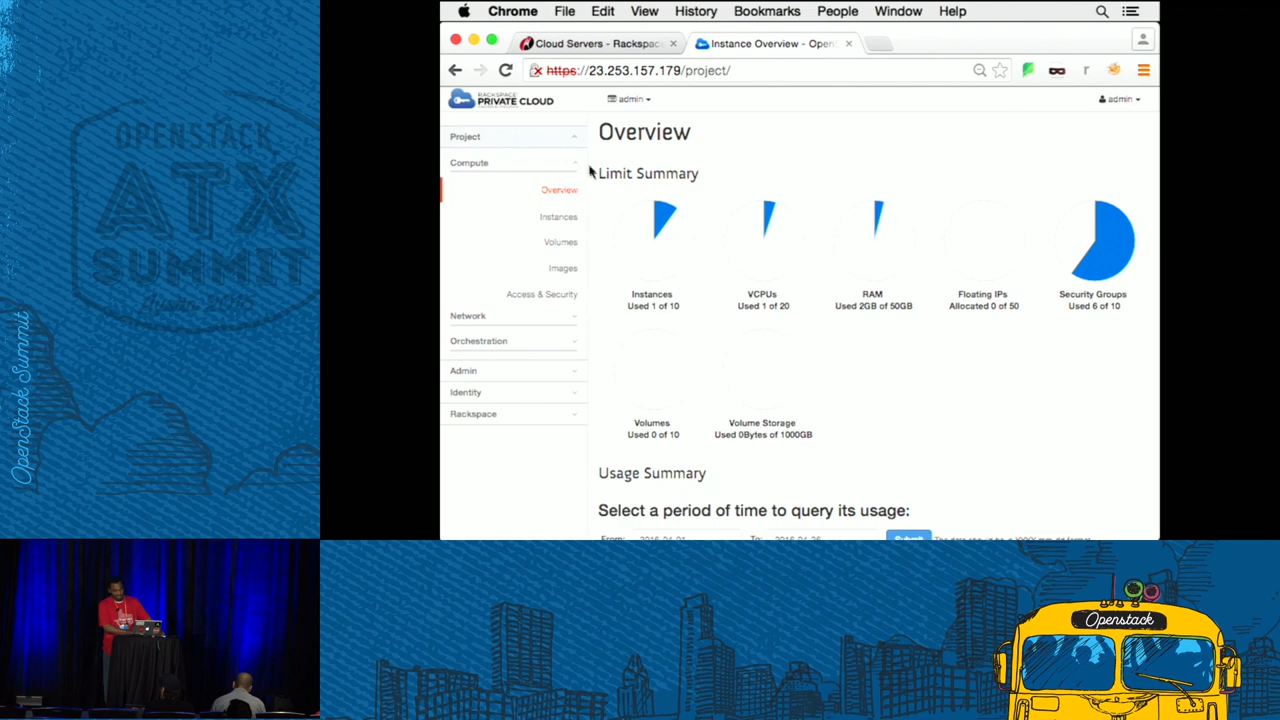 OPENSTACK
ATX
SUMMIT
OpenStack Summit
Chrome File Edit View History Bookmarks People Window Help
Cloud Servers - Rackspac
Instance Overview - Open
https://23.253.157.179/project/
RACKSPACE
PRIVATE CLOUD
admin
admin
Project
Compute
Overview
Instances
Volumes
Images
Access & Security
Network
Orchestration
Admin
Identity
Rackspace
Overview
Limit Summary
Instances
Used 1 of 10
VCPUs
Used 1 of 20
RAM
Used 2GB of 50GB
Floating IPs
Allocated 0 of 50
Security Groups
Used 6 of 10
Volumes
Used 0 of 10
Volume Storage
Used 0Bytes of 1000GB
Usage Summary
Select a period of time to query its usage:
From:
To:
Submit
Openstack